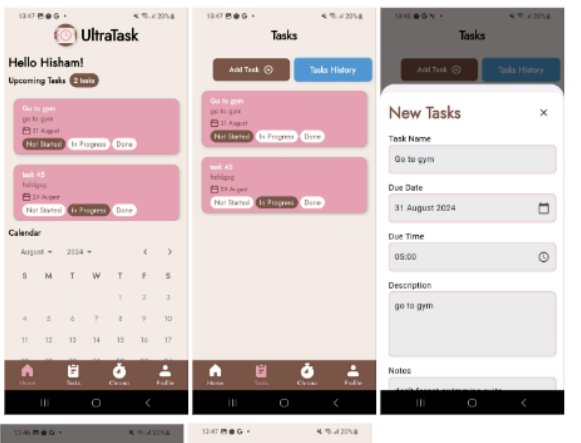 13:47
20%
UltraTask
Hello Hisham!
Upcoming Tasks 2 tasks
Go to gym
go to gym
31 August
Not Started In Progress Done
task 45
Not Started In Progress Done
Calendar
August 2024
S M T W T F S
1 2 3
4 5 6 7 8 9 10
11 12 13 14 15 16 17
Home Tasks Chrono Profile
13:47
20%
Tasks
Add Task Tasks History
Go to gym
go to gym
31 August
Not Started In Progress Done
task 45
Not Started In Progress Done
Home Tasks Chrono Profile
13:46
20%
Tasks
Add Task Tasks History
New Tasks
Task Name
Go to gym
Due Date
31 August 2024
Due Time
05:00
Description
go to gym
Notes
13:46
20%
13:47
20%